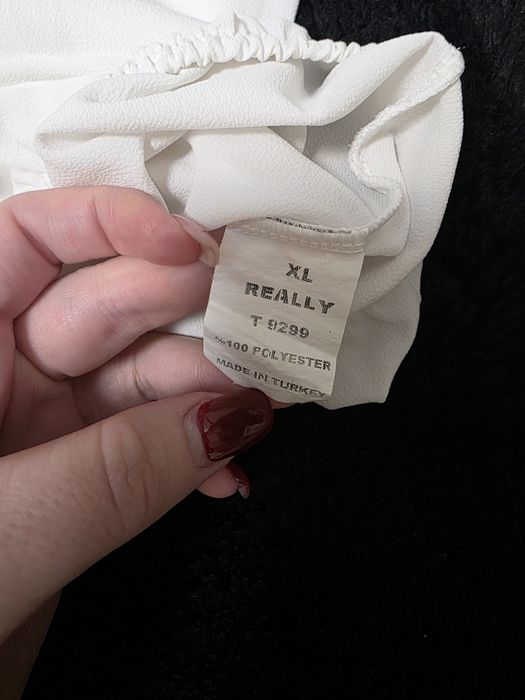 XL
REALLY
T 9299
%100 POLYESTER
MADE IN TURKEY